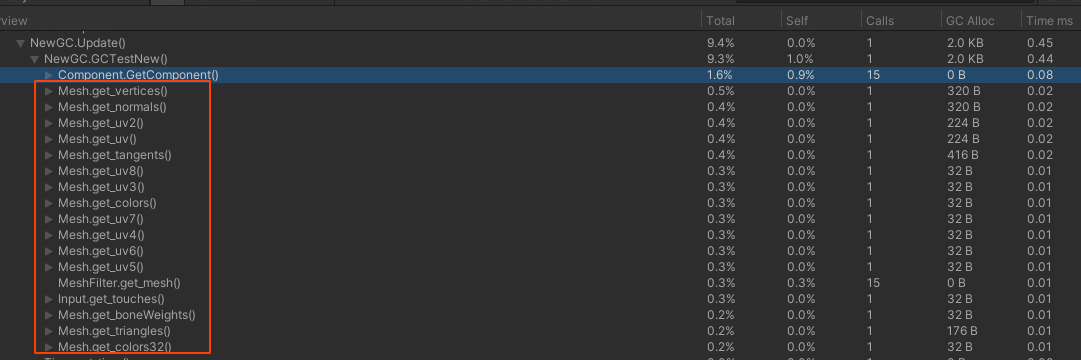 rview Total Self Calls GC Alloc Time ms
NewGC.Update() 9.4% 0.0% 1 2.0 KB 0.45
NewGC.GCTestNew() 9.3% 1.0% 1 2.0 KB 0.44
Component.GetComponent() 1.6% 0.9% 15 0 B 0.08
Mesh.get_vertices() 0.5% 0.0% 1 320 B 0.02
Mesh.get_normals() 0.4% 0.0% 1 320 B 0.02
Mesh.get_uv2() 0.4% 0.0% 1 224 B 0.02
Mesh.get_uv() 0.4% 0.0% 1 224 B 0.02
Mesh.get_tangents() 0.4% 0.0% 1 416 B 0.02
Mesh.get_uv8() 0.3% 0.0% 1 32 B 0.01
Mesh.get_uv3() 0.3% 0.0% 1 32 B 0.01
Mesh.get_colors() 0.3% 0.0% 1 32 B 0.01
Mesh.get_uv7() 0.3% 0.0% 1 32 B 0.01
Mesh.get_uv4() 0.3% 0.0% 1 32 B 0.01
Mesh.get_uv6() 0.3% 0.0% 1 32 B 0.01
Mesh.get_uv5() 0.3% 0.0% 1 32 B 0.01
MeshFilter.get_mesh() 0.3% 0.3% 15 0 B 0.01
Input.get_touches() 0.3% 0.0% 1 32 B 0.01
Mesh.get_boneWeights() 0.2% 0.0% 1 32 B 0.01
Mesh.get_triangles() 0.2% 0.0% 1 176 B 0.01
Mesh.get_colors32() 0.2% 0.0% 1 32 B 0.01